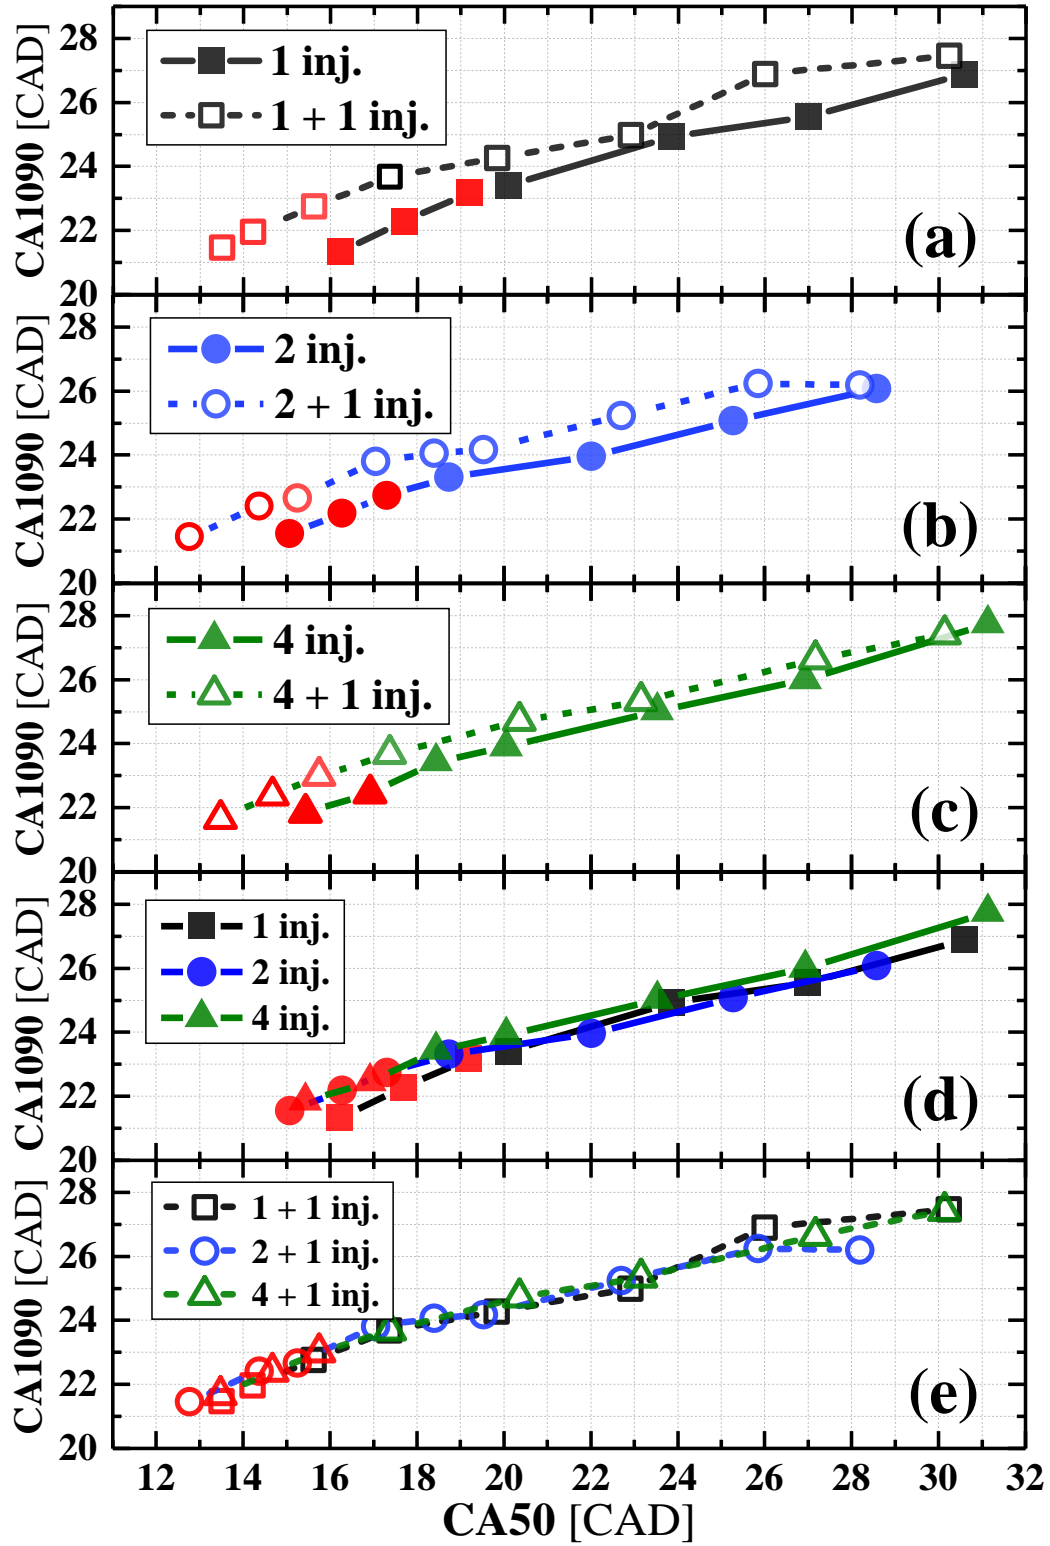 28
26
24
22
20
CA1090 [CAD]
1 inj.
1 + 1 inj.
(a)
28
26
24
22
20
CA1090 [CAD]
2 inj.
2 + 1 inj.
(b)
28
26
24
22
20
CA1090 [CAD]
4 inj.
4 + 1 inj.
(c)
28
26
24
22
20
CA1090 [CAD]
1 inj.
2 inj.
4 inj.
(d)
28
26
24
22
20
CA1090 [CAD]
1 + 1 inj.
2 + 1 inj.
4 + 1 inj.
(e)
12 14 16 18 20 22 24 26 28 30 32
CA50 [CAD]